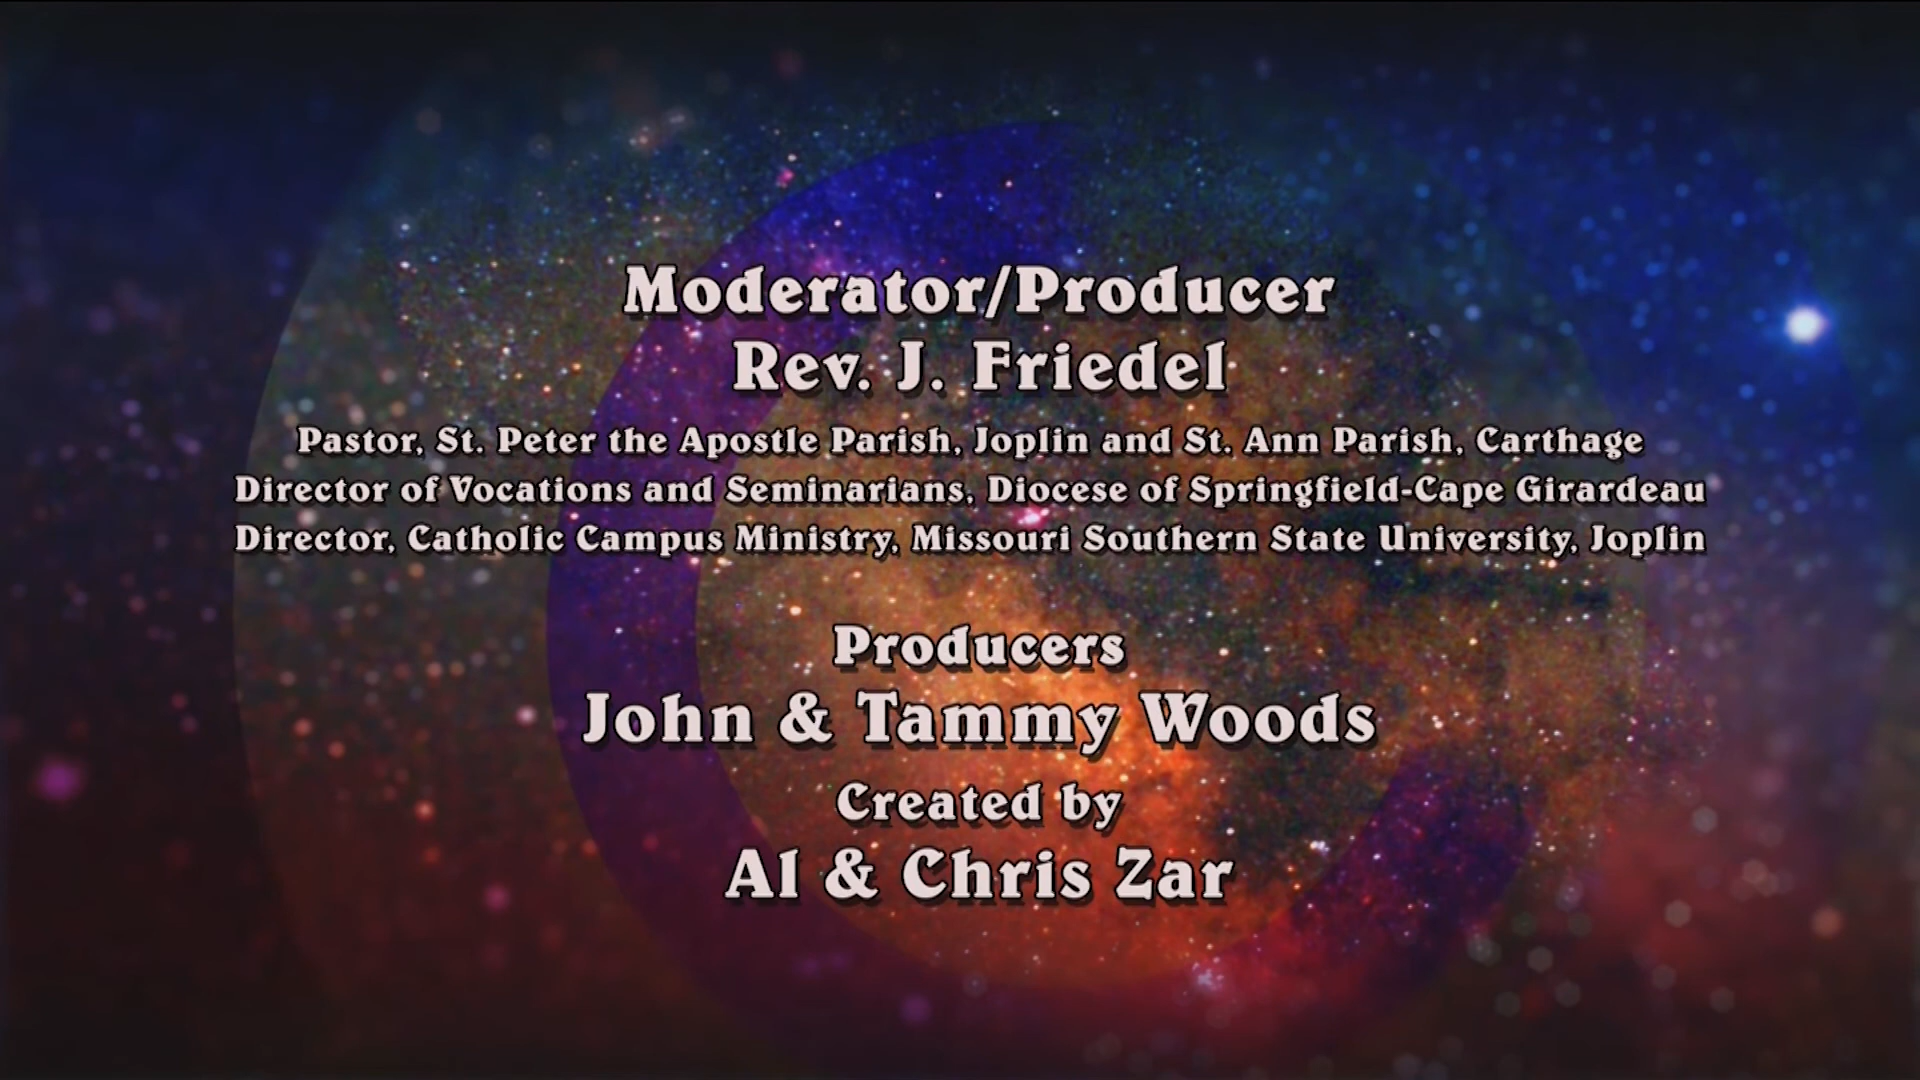 Moderator/Producer
Rev. J. Friedel
Pastor, St. Peter the Apostle Parish, Joplin and St. Ann Parish, Carthage
Director of Vocations and Seminarians, Diocese of Springfield-Cape Girardeau
Director, Catholic Campus Ministry, Missouri Southern State University, Joplin
Producers
John & Tammy Woods
Created by
Al & Chris Zar